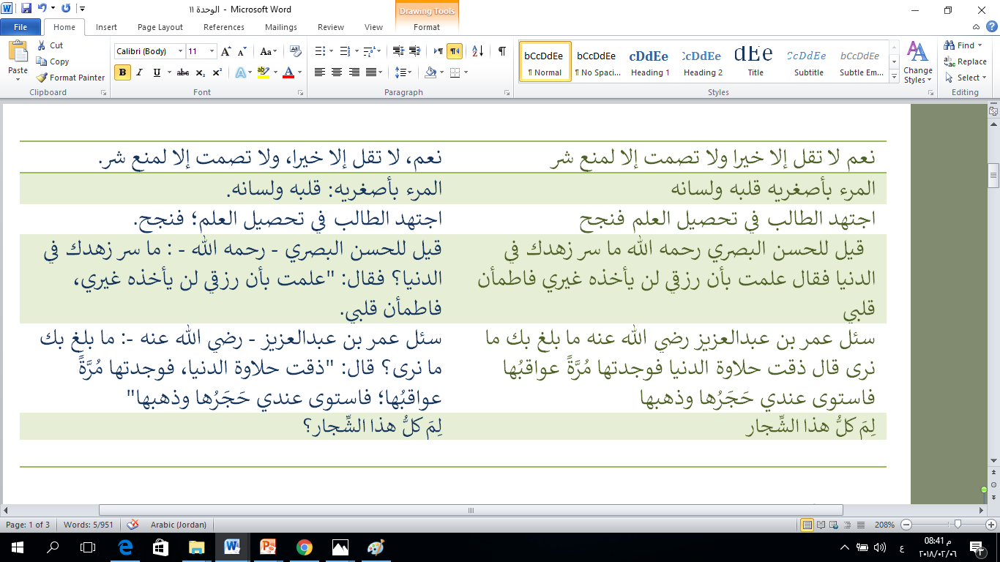 الوحدة ١١ - Microsoft Word
Drawing Tools
File Home Insert Page Layout References Mailings Review View Format
Paste
Cut
Copy
Format Painter
Clipboard
Calibri (Body) 11
Font
Paragraph
bCcDdEe bCcDdEe cDdEe CcDdEe dEe CcDdEe bCcDdEe
¶ Normal ¶ No Spaci... Heading 1 Heading 2 Title Subtitle Subtle Em...
Styles
Change Styles
Find
Replace
Select
Editing
نعم لا تقل إلا خيرا ولا تصمت إلا لمنع شر
نعم، لا تقل إلا خيرا، ولا تصمت إلا لمنع شر.
المرء بأصغريه قلبه ولسانه
المرء بأصغريه: قلبه ولسانه.
اجتهد الطالب في تحصيل العلم فنجح
اجتهد الطالب في تحصيل العلم؛ فنجح.
قيل للحسن البصري رحمه الله ما سر زهدك في
الدنيا فقال علمت بأن رزقي لن يأخذه غيري فاطمأن
قلبي
قيل للحسن البصري - رحمه الله - : ما سر زهدك في
الدنيا؟ فقال: "علمت بأن رزقي لن يأخذه غيري،
فاطمأن قلبي.
سئل عمر بن عبدالعزيز رضي الله عنه ما بلغ بك ما
نرى قال ذقت حلاوة الدنيا فوجدتها مُرَّةً عواقبُها
فاستوى عندي حَجَرُها وذهبها
سئل عمر بن عبدالعزيز - رضي الله عنه -: ما بلغ بك
ما نرى؟ قال: "ذقت حلاوة الدنيا، فوجدتها مُرَّةً
عواقبُها؛ فاستوى عندي حَجَرُها وذهبها"
لِمَ كلُّ هذا الشِّجار
لِمَ كلُّ هذا الشِّجار؟
Page: 1 of 3 Words: 5/951 Arabic (Jordan) 208%
ع
08:41 م
٢٠١٨/٠٢/٠٦
٣